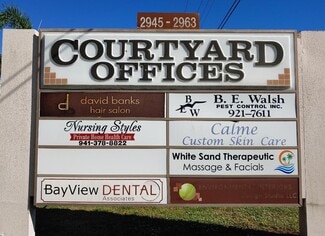 2945 - 2963
COURTYARD
OFFICES
d david banks
hair salon
B W
B. E. Walsh
PEST CONTROL INC.
921-7611
Nursing Styles
Private Home Health Care
941-378-8822
Calme
Custom Skin Care
White Sand Therapeutic
Massage & Facials
BayView DENTAL
Associates